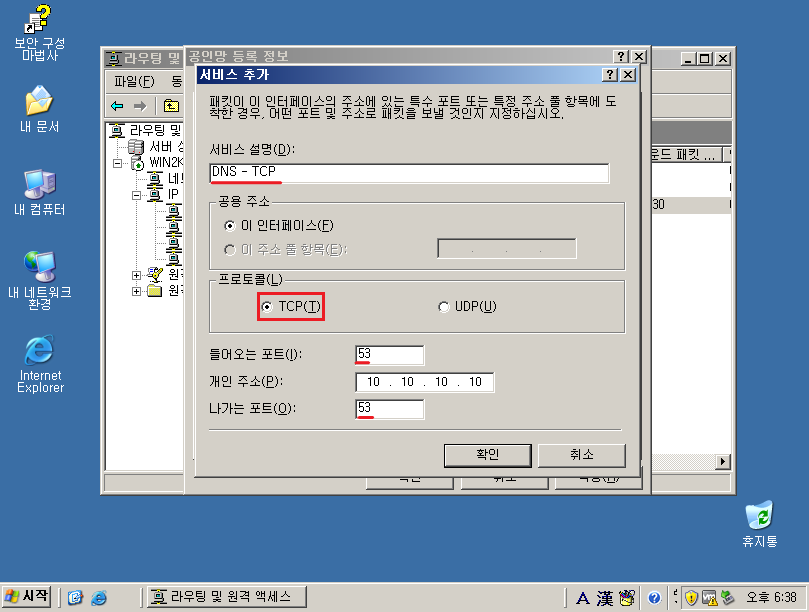 보안 구성
마법사
내 문서
내 컴퓨터
내 네트워크
환경
Internet
Explorer
휴지통
라우팅 및
공인망 등록 정보
파일(F) 동
라우팅 및
서버 상
WIN2K
네트
IP
원격
원격
운드 패킷 ...
30
서비스 추가
패킷이 이 인터페이스의 주소에 있는 특수 포트 또는 특정 주소 풀 항목에 도
착한 경우, 어떤 포트 및 주소로 패킷을 보낼 것인지 지정하십시오.
서비스 설명(D):
DNS - TCP
공용 주소
이 인터페이스(F)
이 주소 풀 항목(E):
프로토콜(L)
TCP(T)
UDP(U)
들어오는 포트(I):
53
개인 주소(P):
10 . 10 . 10 . 10
나가는 포트(O):
53
확인
취소
시작
라우팅 및 원격 액세스
A 漢
오후 6:38